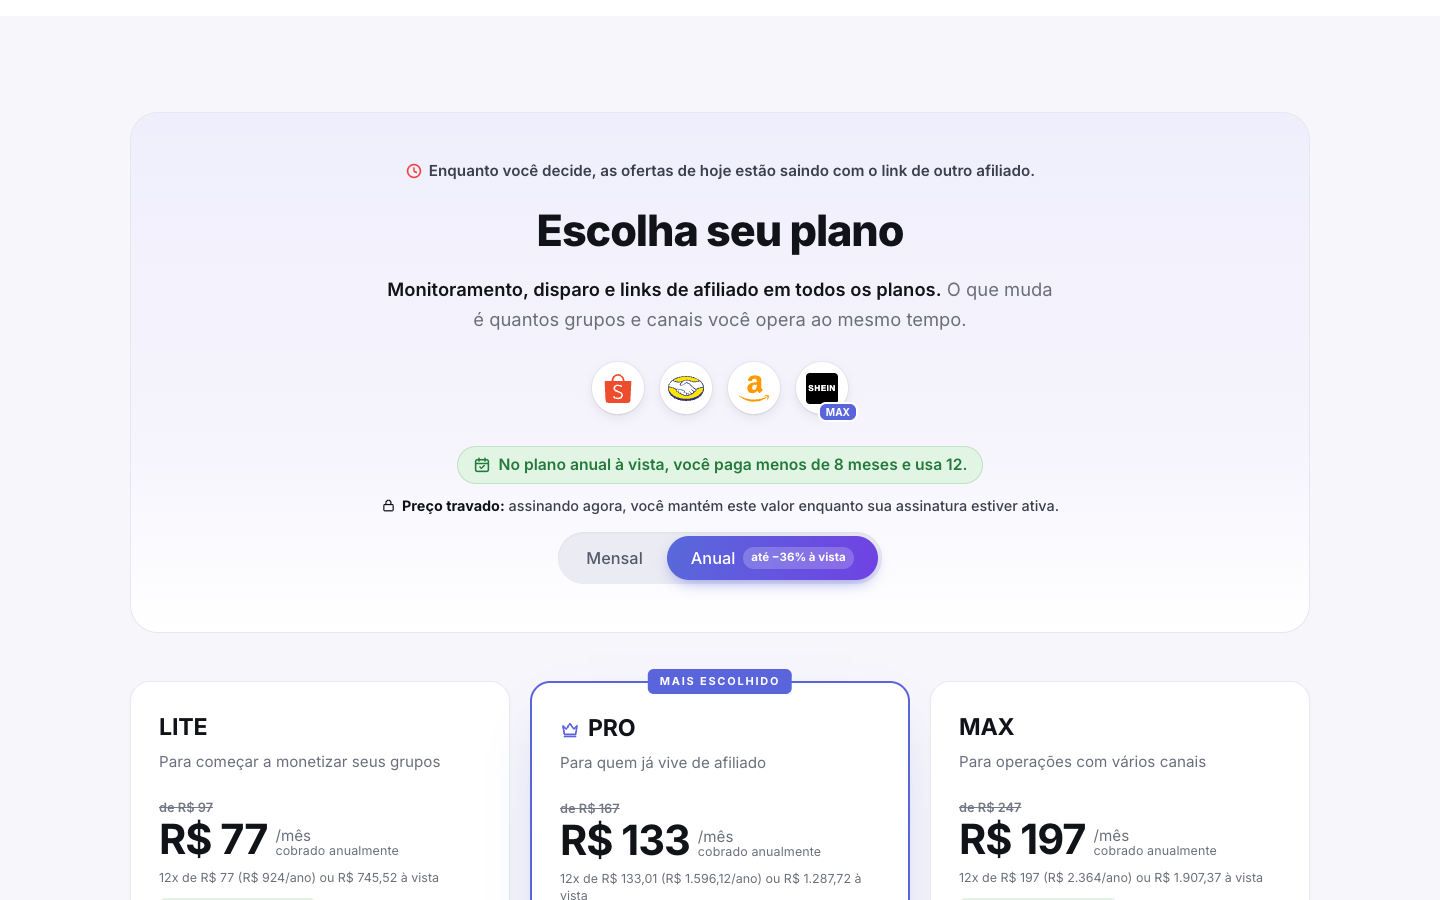 Enquanto você decide, as ofertas de hoje estão saindo com o link de outro afiliado.
Escolha seu plano
Monitoramento, disparo e links de afiliado em todos os planos. O que muda
é quantos grupos e canais você opera ao mesmo tempo.
S
a
SHEIN
MAX
No plano anual à vista, você paga menos de 8 meses e usa 12.
Preço travado: assinando agora, você mantém este valor enquanto sua assinatura estiver ativa.
Mensal
Anual até −36% à vista
MAIS ESCOLHIDO
LITE
Para começar a monetizar seus grupos
de R$ 97
R$ 77 /mês
cobrado anualmente
12x de R$ 77 (R$ 924/ano) ou R$ 745,52 à vista
PRO
Para quem já vive de afiliado
de R$ 167
R$ 133 /mês
cobrado anualmente
12x de R$ 133,01 (R$ 1.596,12/ano) ou R$ 1.287,72 à
vista
MAX
Para operações com vários canais
de R$ 247
R$ 197 /mês
cobrado anualmente
12x de R$ 197 (R$ 2.364/ano) ou R$ 1.907,37 à vista